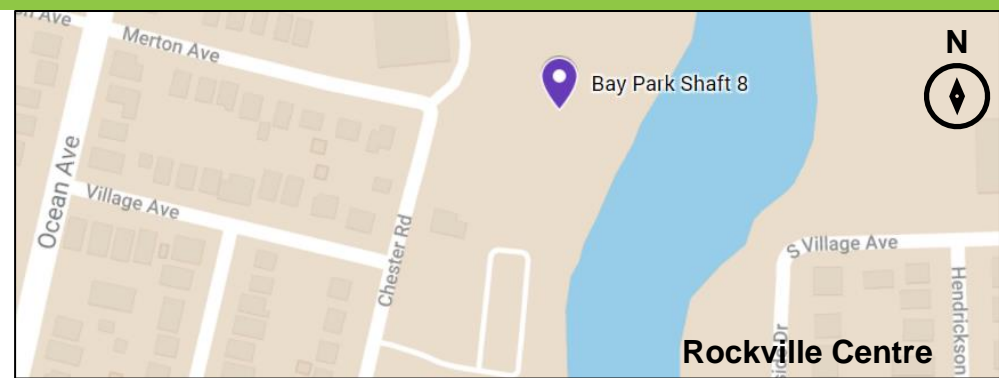 Merton Ave
N
Bay Park Shaft 8
Ocean Ave
Village Ave
Chester Rd
S Village Ave
Hendrickson
Rockville Centre